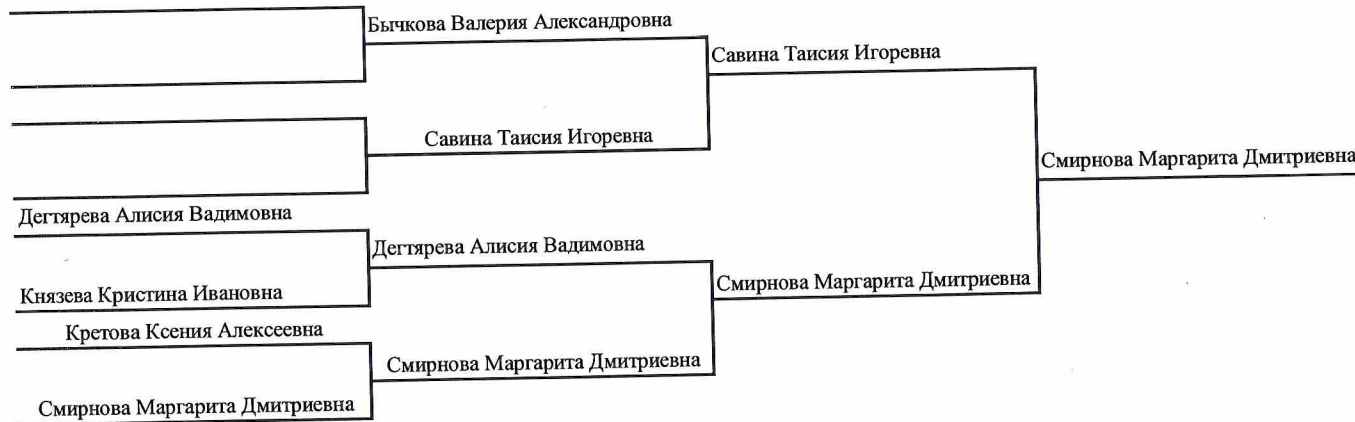 Бычкова Валерия Александровна
Савина Таисия Игоревна
Савина Таисия Игоревна
Смирнова Маргарита Дмитриевна
Дегтярева Алисия Вадимовна
Дегтярева Алисия Вадимовна
Смирнова Маргарита Дмитриевна
Князева Кристина Ивановна
Кретова Ксения Алексеевна
Смирнова Маргарита Дмитриевна
Смирнова Маргарита Дмитриевна